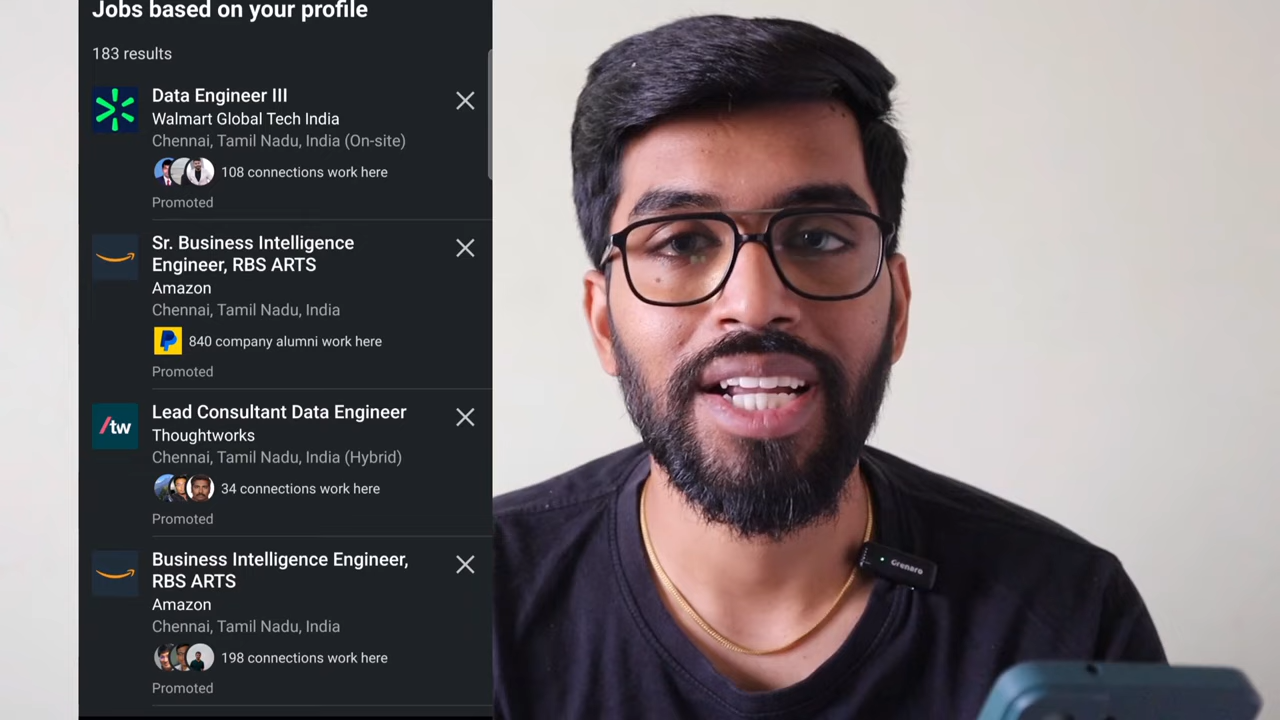 Jobs based on your profile
183 results
Data Engineer III
Walmart Global Tech India
Chennai, Tamil Nadu, India (On-site)
108 connections work here
Promoted
Sr. Business Intelligence
Engineer, RBS ARTS
Amazon
Chennai, Tamil Nadu, India
840 company alumni work here
Promoted
/tw
Lead Consultant Data Engineer
Thoughtworks
Chennai, Tamil Nadu, India (Hybrid)
34 connections work here
Promoted
Business Intelligence Engineer,
RBS ARTS
Amazon
Chennai, Tamil Nadu, India
198 connections work here
Promoted
Grenaro